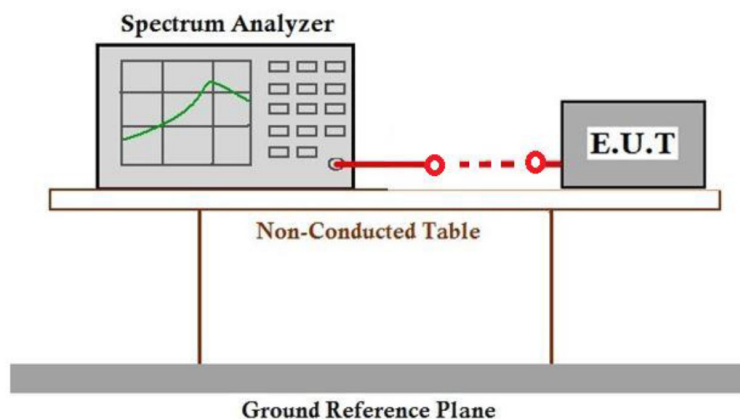 Spectrum Analyzer
E.U.T
Non-Conducted Table
Ground Reference Plane